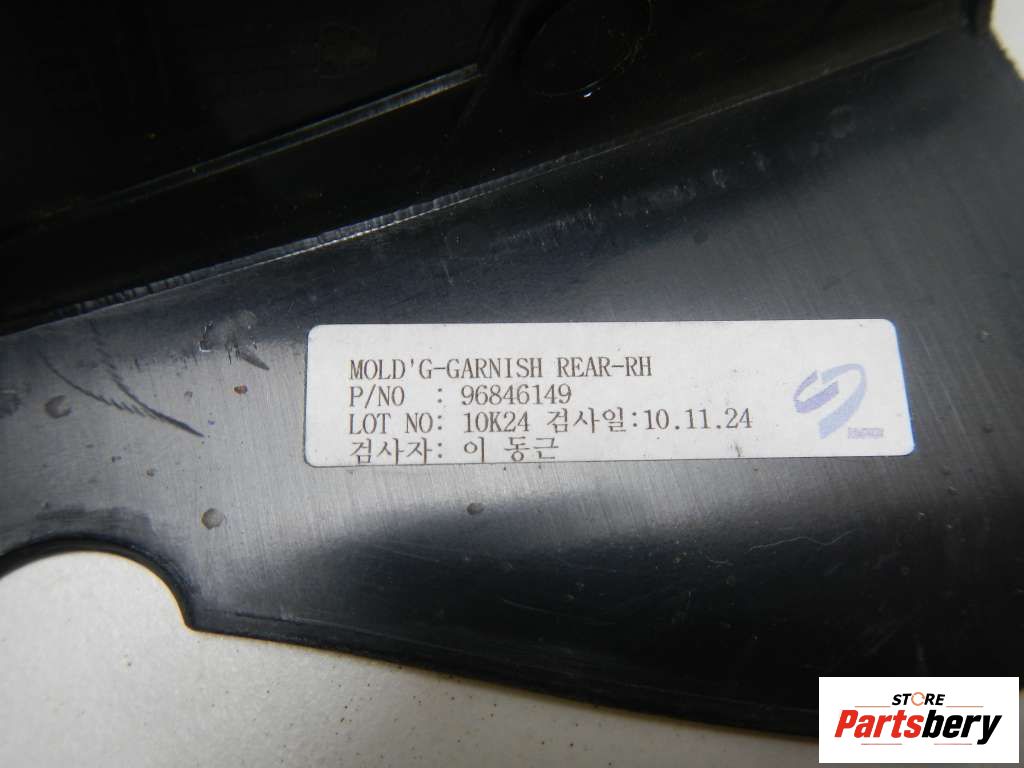 MOLD'G-GARNISH REAR-RH
P/NO : 96846149
LOT NO: 10K24 검사일:10.11.24
검사자: 이 동근
STORE
Partsbery